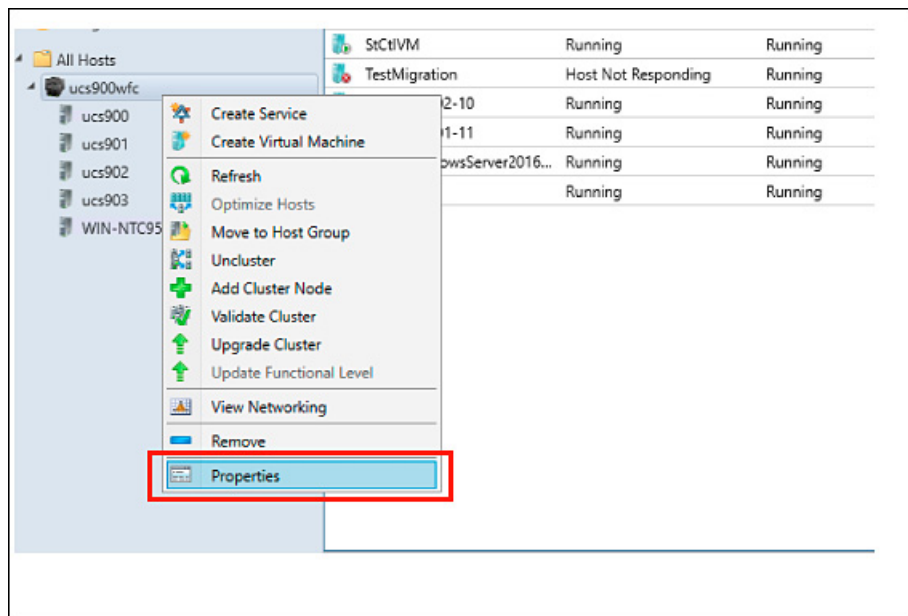 All Hosts
ucs900wfc
ucs900
ucs901
ucs902
ucs903
WIN-NTC95
StCtlVM Running Running
TestMigration Host Not Responding Running
02-10 Running Running
01-11 Running Running
owsServer2016... Running Running
Running Running
Create Service
Create Virtual Machine
Refresh
Optimize Hosts
Move to Host Group
Uncluster
Add Cluster Node
Validate Cluster
Upgrade Cluster
Update Functional Level
View Networking
Remove
Properties